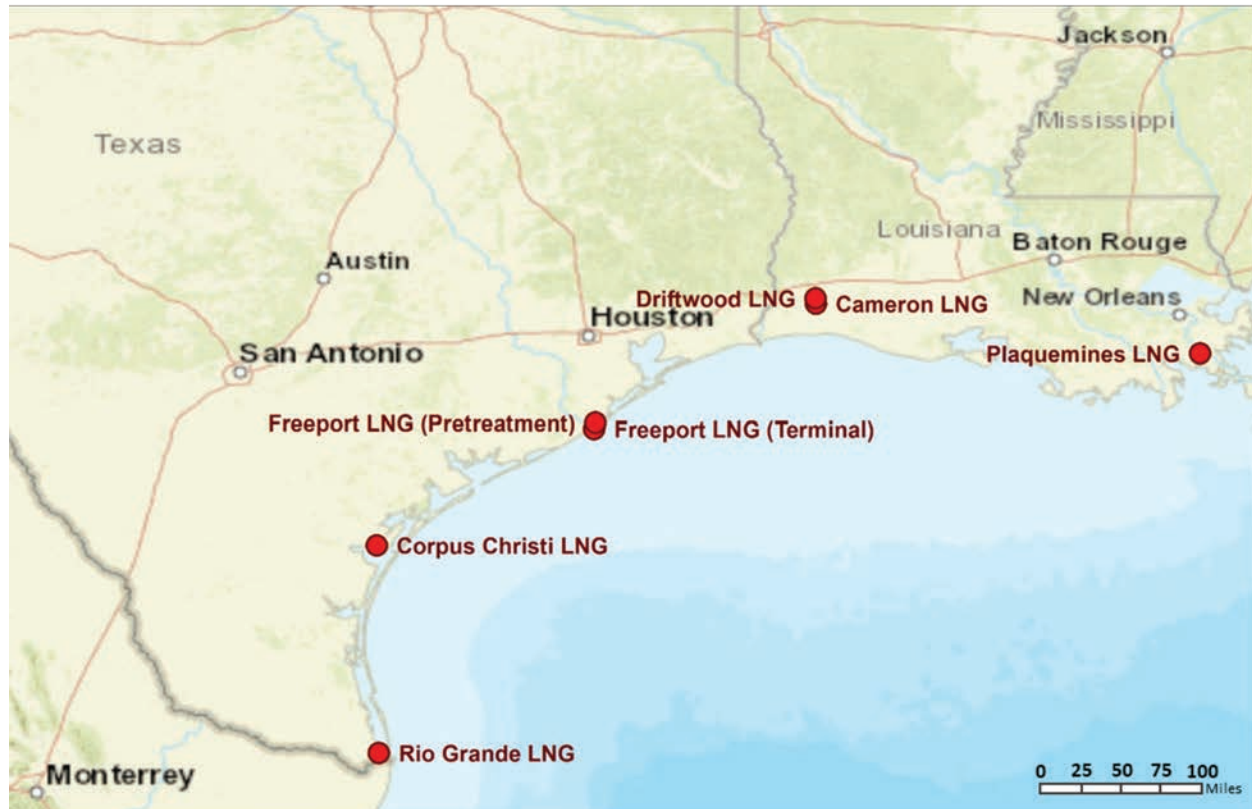 Jackson
Texas
Mississippi
Louisiana
Baton Rouge
Austin
Driftwood LNG
Cameron LNG
New Orleans
Houston
San Antonio
Plaquemines LNG
Freeport LNG (Pretreatment)
Freeport LNG (Terminal)
Corpus Christi LNG
Rio Grande LNG
Monterrey
0 25 50 75 100
Miles